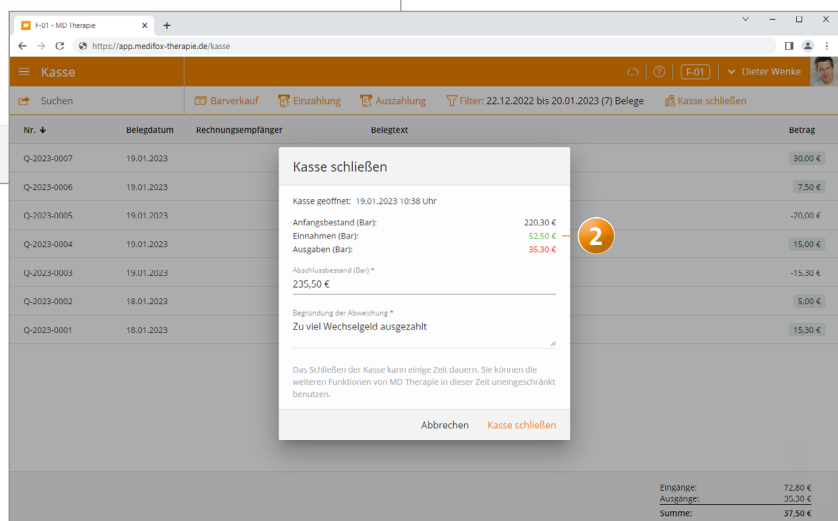 F-01 - MD Therapie
https://app.medifox-therapie.de/kasse
Kasse
F-01
Dieter Wenke
Suchen
Barverkauf
Einzahlung
Auszahlung
Filter: 22.12.2022 bis 20.01.2023 (7) Belege
Kasse schließen
Nr. Belegdatum Rechnungsempfänger Belegtext Betrag
Q-2023-0007 19.01.2023 30,00 €
Q-2023-0006 19.01.2023 7,50 €
Q-2023-0005 19.01.2023 -20,00 €
Q-2023-0004 19.01.2023 15,00 €
Q-2023-0003 19.01.2023 -15,30 €
Q-2023-0002 18.01.2023 5,00 €
Q-2023-0001 18.01.2023 15,30 €
Kasse schließen
Kasse geöffnet: 19.01.2023 10:38 Uhr
Anfangsbestand (Bar): 220,30 €
Einnahmen (Bar): 52,50 €
Ausgaben (Bar): 35,30 €
2
Abschlussbestand (Bar) *
235,50 €
Begründung der Abweichung *
Zu viel Wechselgeld ausgezahlt
Das Schließen der Kasse kann einige Zeit dauern. Sie können die
weiteren Funktionen von MD Therapie in dieser Zeit uneingeschränkt
benutzen.
Abbrechen
Kasse schließen
Eingänge: 72,80 €
Ausgänge: 35,30 €
Summe: 37,50 €